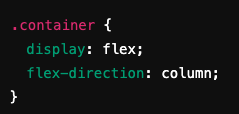 .container {
  display: flex;
  flex-direction: column;
}